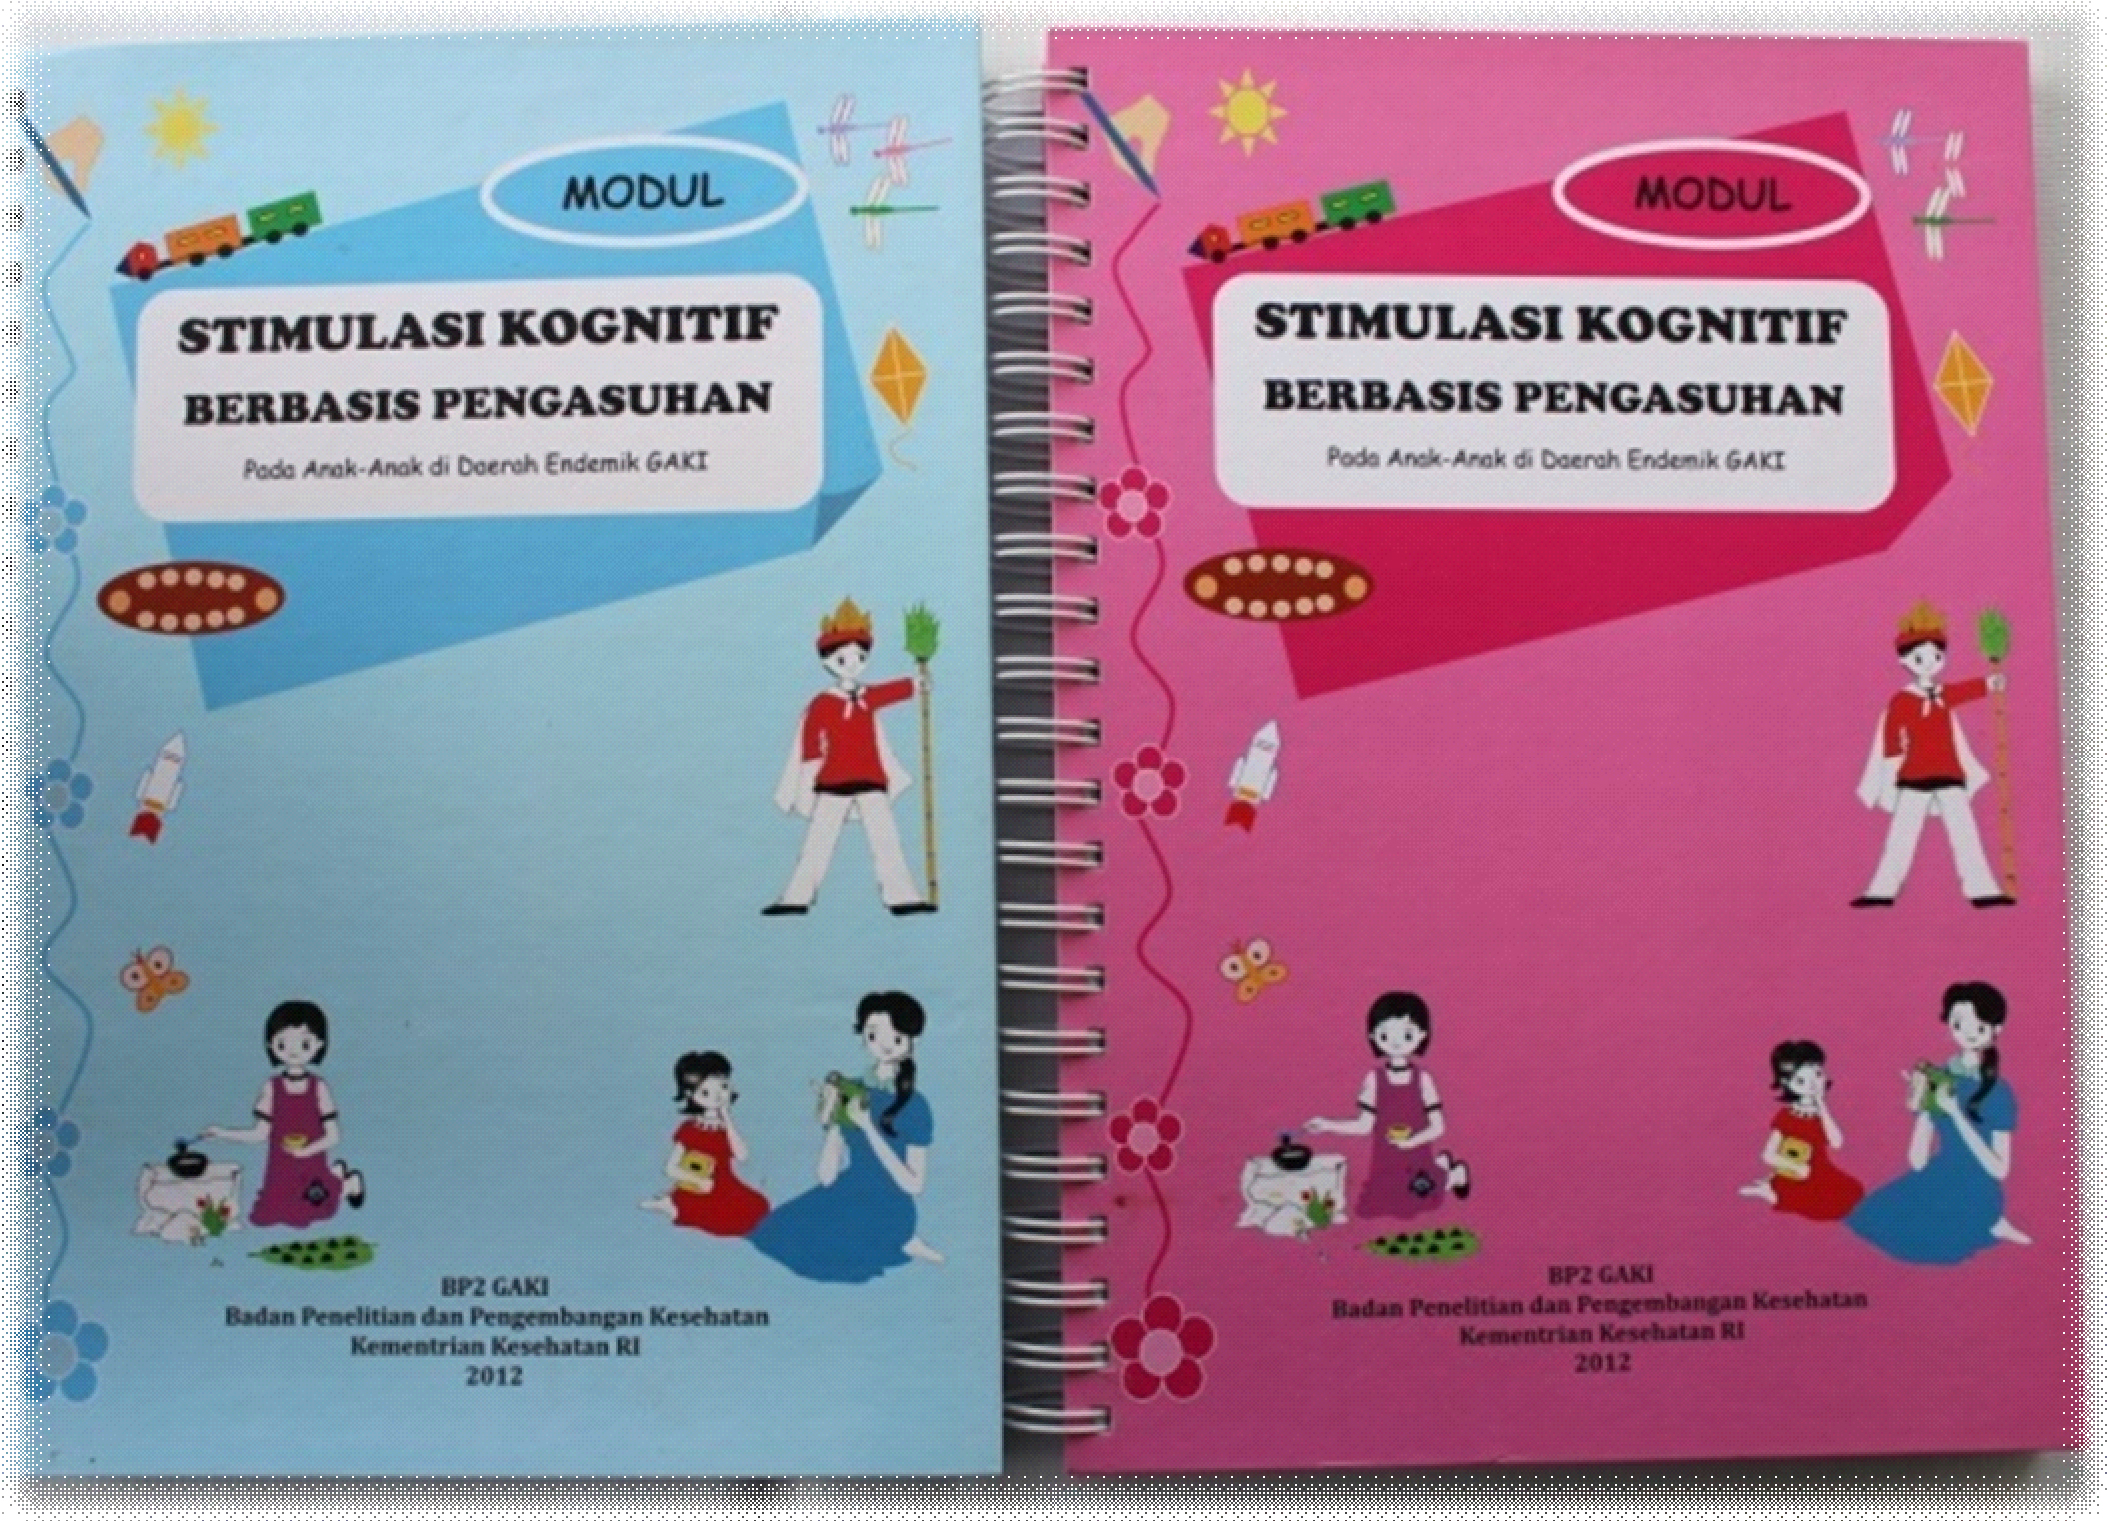 MODUL
STIMULASI KOGNITIF
BERBASIS PENGASUHAN
Pada Anak-Anak di Daerah Endemik GAKI
BP2 GAKI
Badan Penelitian dan Pengembangan Kesehatan
Kementrian Kesehatan RI
2012
MODUL
STIMULASI KOGNITIF
BERBASIS PENGASUHAN
Pada Anak-Anak di Daerah Endemik GAKI
BP2 GAKI
Badan Penelitian dan Pengembangan Kesehatan
Kementrian Kesehatan RI
2012